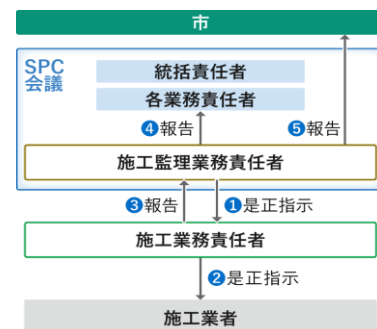 市
SPC
会議
統括責任者
各業務責任者
❹報告
❺報告
施工監理業務責任者
❸報告
❶是正指示
施工業務責任者
❷是正指示
施工業者